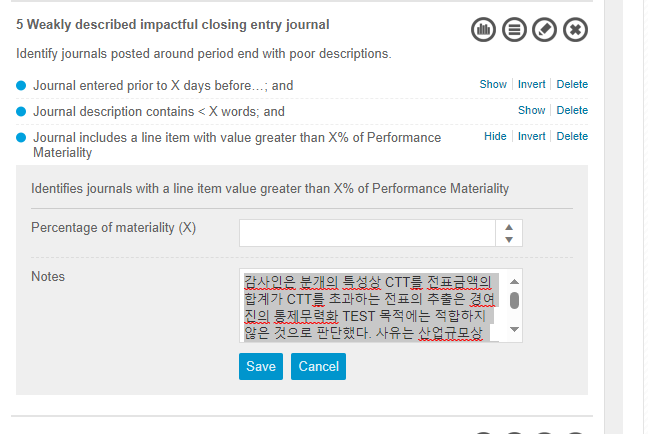 5 Weakly described impactful closing entry journal
Identify journals posted around period end with poor descriptions.
Journal entered prior to X days before…; and Show Invert Delete
Journal description contains < X words; and Show Delete
Journal includes a line item with value greater than X% of Performance Hide Invert Delete
Materiality
Identifies journals with a line item value greater than X% of Performance Materiality
Percentage of materiality (X)
Notes
감사인은 분개의 특성상 CTT를 전표금액의
합계가 CTT를 초과하는 전표의 추출은 경여
진의 통제무력화 TEST 목적에는 적합하지
않은 것으로 판단했다. 사유는 산업규모상
Save Cancel